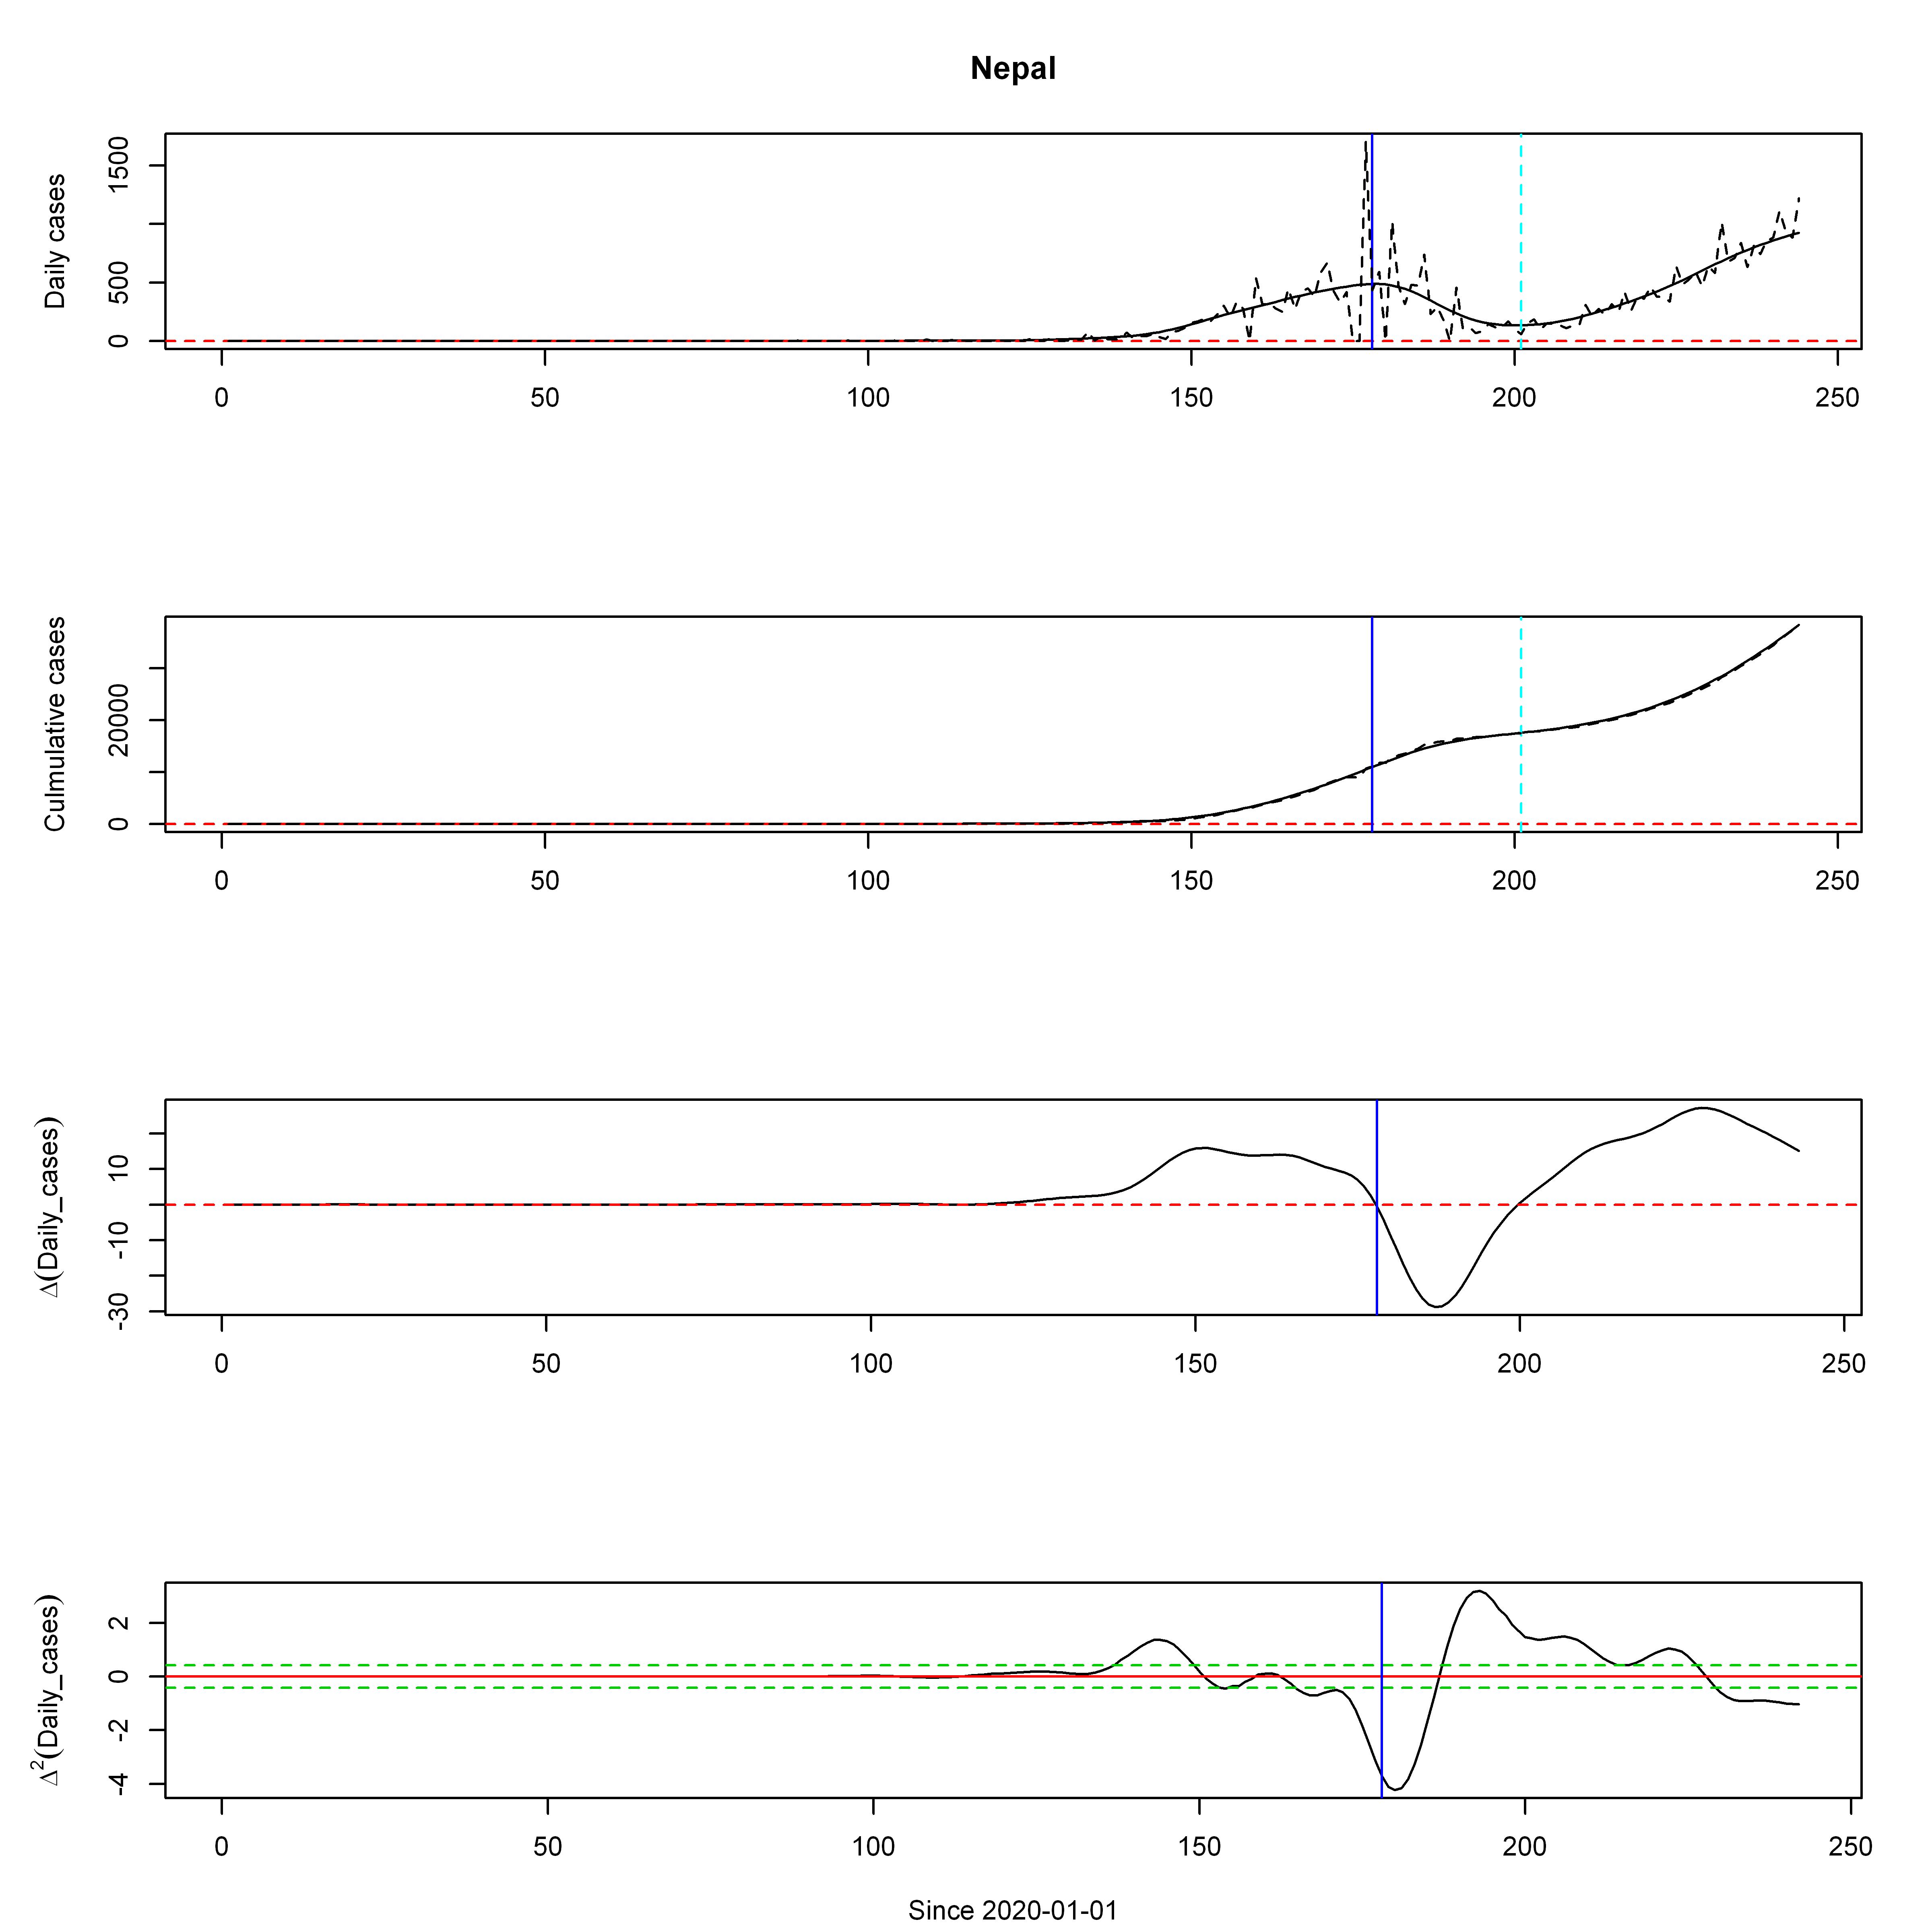 Nepal
Daily cases
0 500 1500
0 50 100 150 200 250
Culmulative cases
0 20000
0 50 100 150 200 250
Δ(Daily_cases)
-30 -10 10
0 50 100 150 200 250
Δ²(Daily_cases)
-4 -2 0 2
0 50 100 150 200 250
Since 2020-01-01